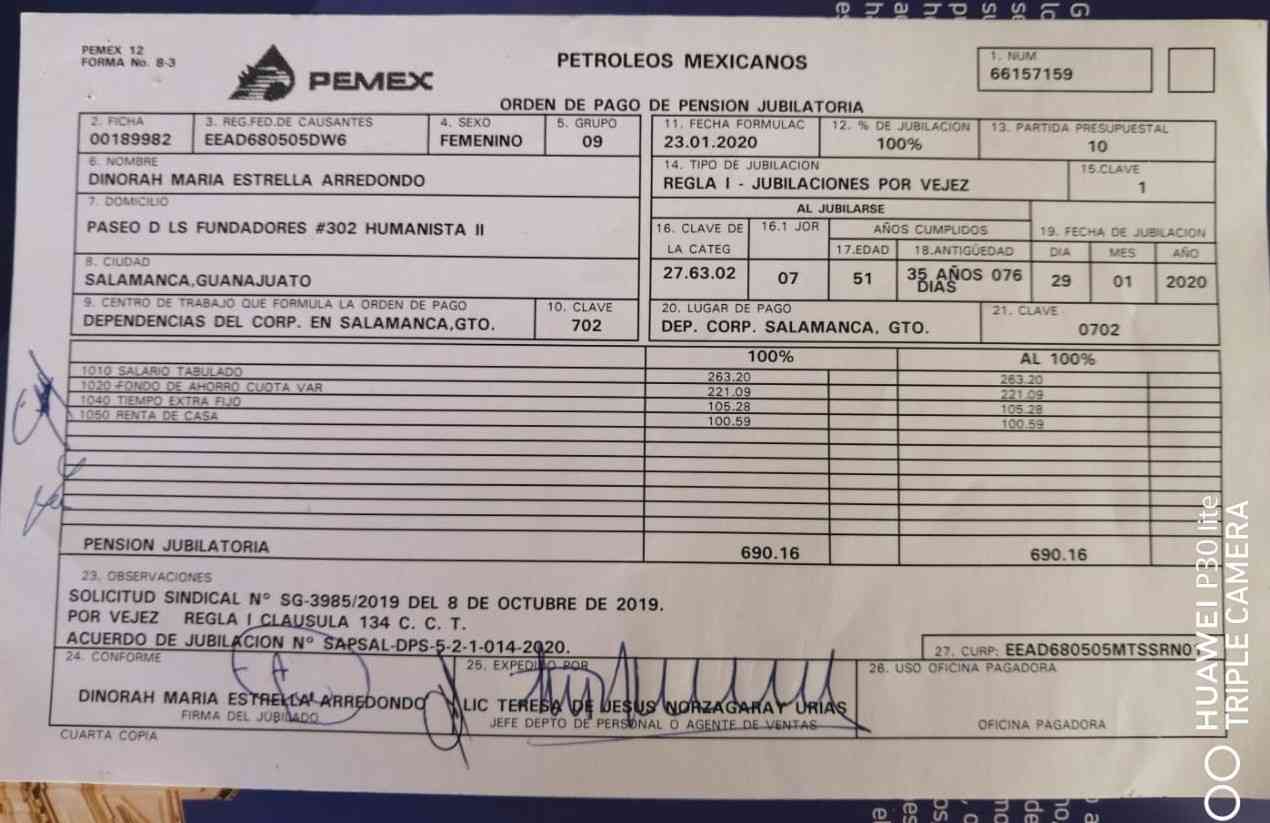 PEMEX 12
FORMA No. 8-3
PEMEX
PETROLEOS MEXICANOS
1. NUM
66157159
ORDEN DE PAGO DE PENSION JUBILATORIA
2. FICHA 3. REG.FED.DE CAUSANTES 4. SEXO 5. GRUPO
00189982 EEAD680505DW6 FEMENINO 09
6. NOMBRE
DINORAH MARIA ESTRELLA ARREDONDO
7. DOMICILIO
PASEO D LS FUNDADORES #302 HUMANISTA II
8. CIUDAD
SALAMANCA,GUANAJUATO
9. CENTRO DE TRABAJO QUE FORMULA LA ORDEN DE PAGO 10. CLAVE
DEPENDENCIAS DEL CORP. EN SALAMANCA,GTO. 702
11. FECHA FORMULAC 12. % DE JUBILACION 13. PARTIDA PRESUPUESTAL
23.01.2020 100% 10
14. TIPO DE JUBILACION 15.CLAVE
REGLA I - JUBILACIONES POR VEJEZ 1
AL JUBILARSE
16. CLAVE DE LA CATEG 16.1 JOR AÑOS CUMPLIDOS 19. FECHA DE JUBILACION
17.EDAD 18.ANTIGÜEDAD DIA MES AÑO
27.63.02 07 51 35 AÑOS 076 DIAS 29 01 2020
20. LUGAR DE PAGO 21. CLAVE
DEP. CORP. SALAMANCA, GTO. 0702
100% AL 100%
1010 SALARIO TABULADO 263.20 263.20
1020 FONDO DE AHORRO CUOTA VAR 221.09 221.09
1040 TIEMPO EXTRA FIJO 105.28 105.28
1050 RENTA DE CASA 100.59 100.59
PENSION JUBILATORIA 690.16 690.16
23. OBSERVACIONES
SOLICITUD SINDICAL N° SG-3985/2019 DEL 8 DE OCTUBRE DE 2019.
POR VEJEZ REGLA I CLAUSULA 134 C. C. T.
ACUERDO DE JUBILACION N° SAPSAL-DPS-5-2-1-014-2020.
27. CURP: EEAD680505MTSSRN07
24. CONFORME
DINORAH MARIA ESTRELLA ARREDONDO
FIRMA DEL JUBILADO
25. EXPEDIDO POR
LIC TERESA DE JESUS NORZAGARAY URIAS
JEFE DEPTO DE PERSONAL O AGENTE DE VENTAS
26. USO OFICINA PAGADORA
OFICINA PAGADORA
CUARTA COPIA
HUAWEI P30 lite
TRIPLE CAMERA